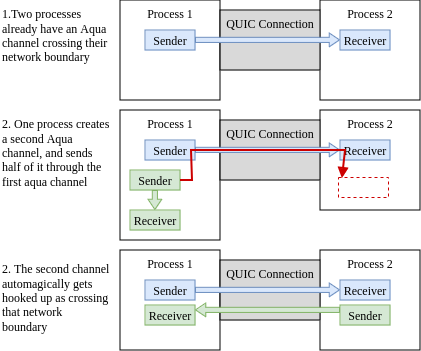 1.Two processes
already have an Aqua
channel crossing their
network boundary
Process 1
QUIC Connection
Process 2
Sender
Receiver
2. One process creates
a second Aqua
channel, and sends
half of it through the
first aqua channel
Process 1
QUIC Connection
Process 2
Sender
Receiver
Sender
Receiver
2. The second channel
automagically gets
hooked up as crossing
that network
boundary
Process 1
QUIC Connection
Process 2
Sender
Receiver
Receiver
Sender